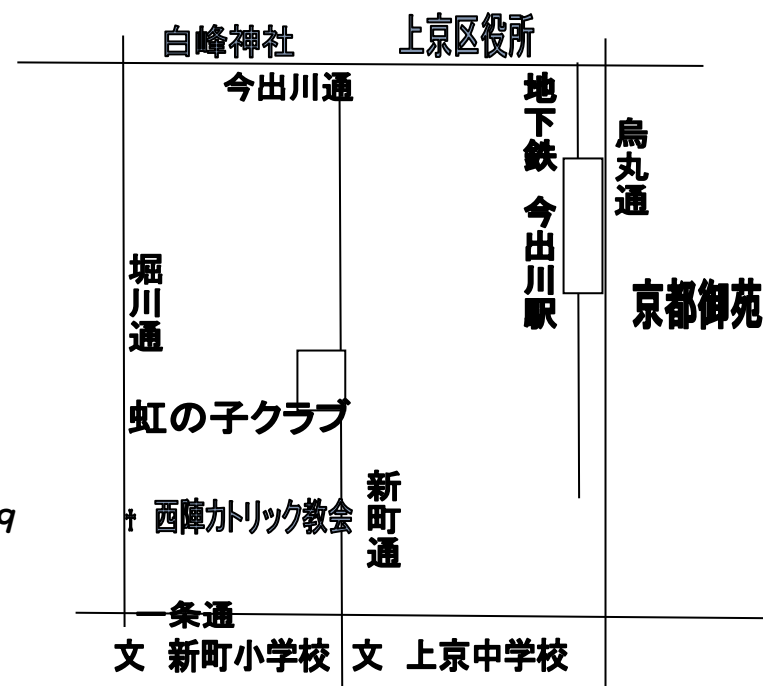 白峰神社
上京区役所
今出川通
地下鉄 今出川駅
烏丸通
堀川通
京都御苑
虹の子クラブ
新町通
q
† 西陣カトリック教会
一条通
文 新町小学校
文 上京中学校